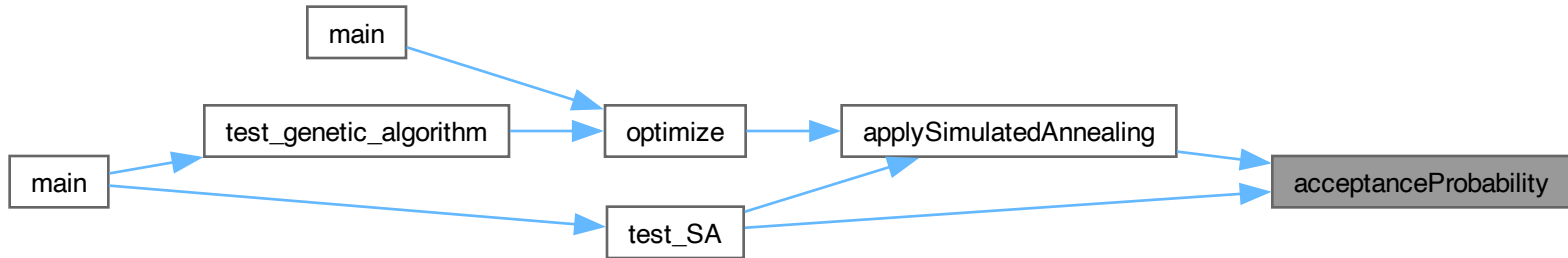 main
test_genetic_algorithm
optimize
applySimulatedAnnealing
main
acceptanceProbability
test_SA